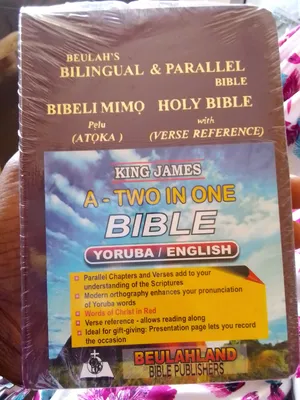 BEULAH'S
BILINGUAL & PARALLEL
BIBLE
BIBELI MIMỌ HOLY BIBLE
Pẹlu with
(ATỌKA ) (VERSE REFERENCE)
KING JAMES
A - TWO IN ONE
BIBLE
YORUBA / ENGLISH
Parallel Chapters and Verses add to your
understanding of the Scriptures
Modern orthography enhances your pronunciation
of Yoruba words
Words of Christ in Red
Verse reference - allows reading along
Ideal for gift-giving: Presentation page lets you record
the occasion
BEULAHLAND
BIBLE PUBLISHERS